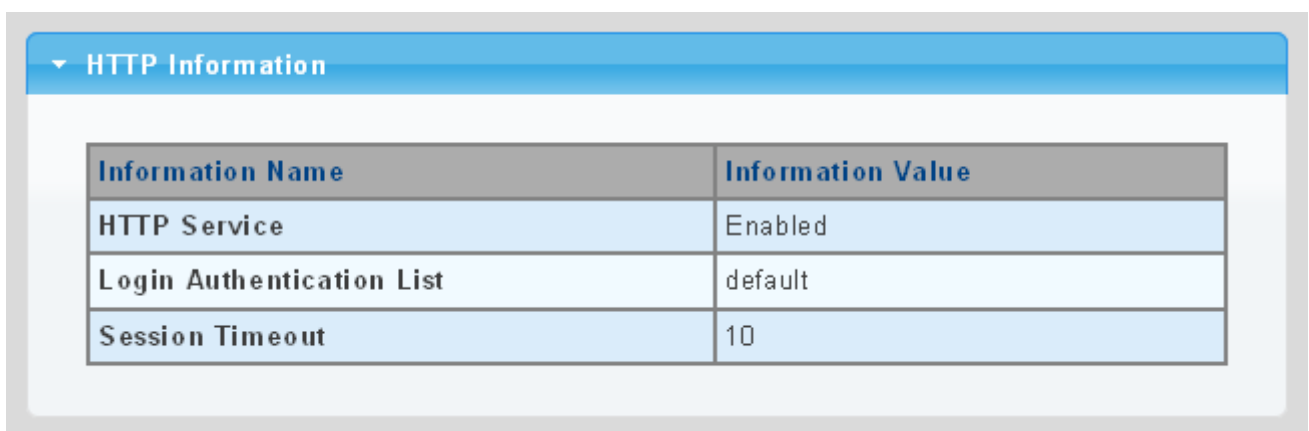 HTTP Information
Information Name Information Value
HTTP Service Enabled
Login Authentication List default
Session Timeout 10